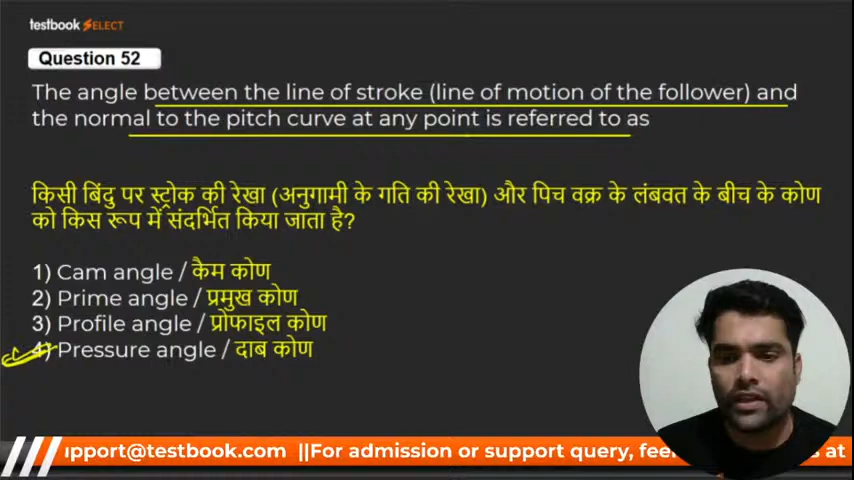 testbook SELECT
Question 52
The angle between the line of stroke (line of motion of the follower) and
the normal to the pitch curve at any point is referred to as
किसी बिंदु पर स्ट्रोक की रेखा (अनुगामी के गति की रेखा) और पिच वक्र के लंबवत के बीच के कोण
को किस रूप में संदर्भित किया जाता है?
1) Cam angle / कैम कोण
2) Prime angle / प्रमुख कोण
3) Profile angle / प्रोफाइल कोण
4) Pressure angle / दाब कोण
upport@testbook.com ||For admission or support query, fee at